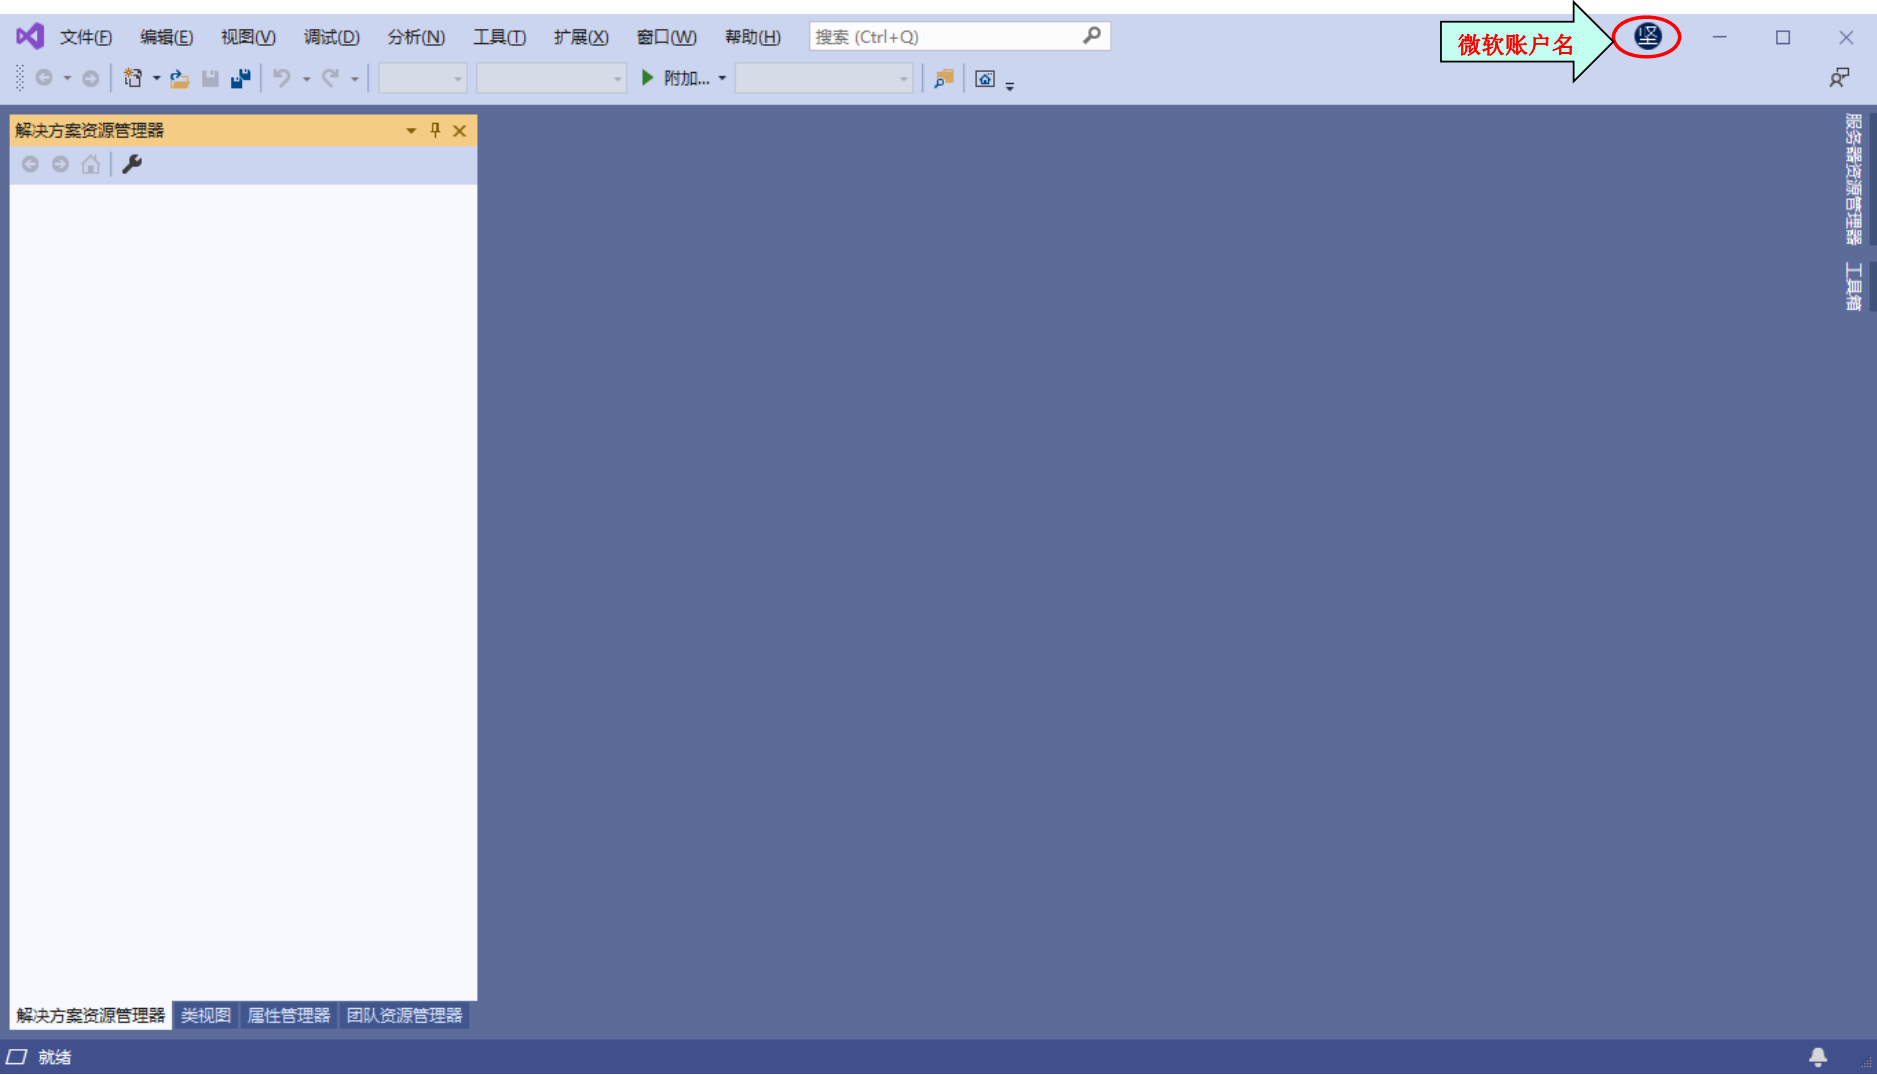 文件(F) 编辑(E) 视图(V) 调试(D) 分析(N) 工具(T) 扩展(X) 窗口(W) 帮助(H) 搜索 (Ctrl+Q)
微软账户名
坚
附加...
解决方案资源管理器
服务器资源管理器
工具箱
解决方案资源管理器 类视图 属性管理器 团队资源管理器
就绪